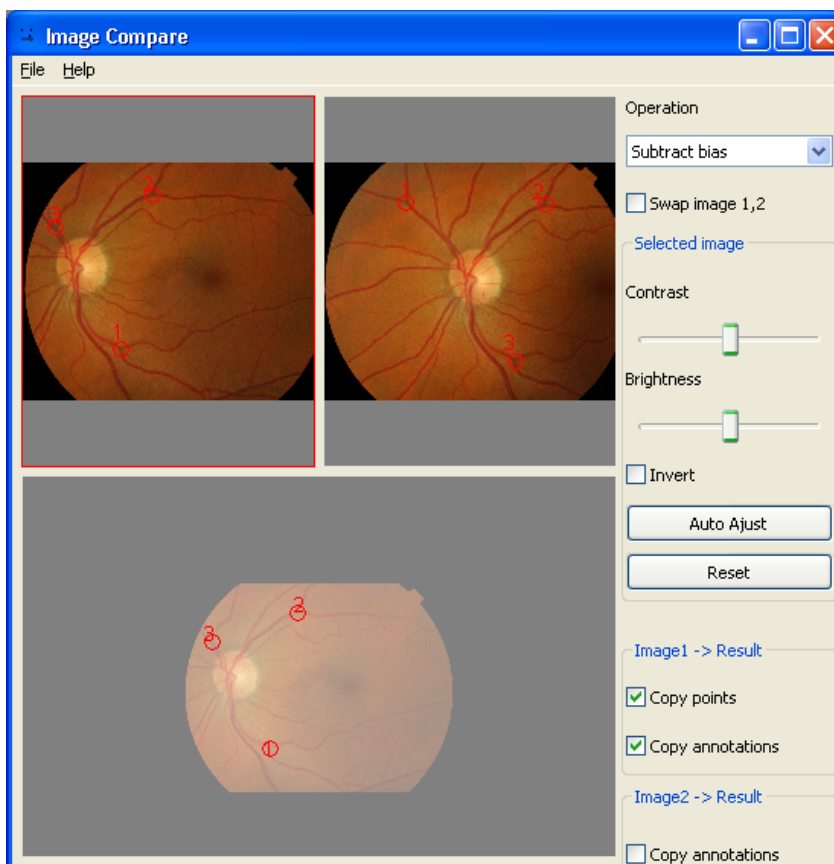 Image Compare
File Help
Operation
Subtract bias
Swap image 1,2
Selected image
Contrast
Brightness
Invert
Auto Ajust
Reset
Image1 -> Result
Copy points
Copy annotations
Image2 -> Result
Copy annotations
2
3
1
1
2
3
2
3
1